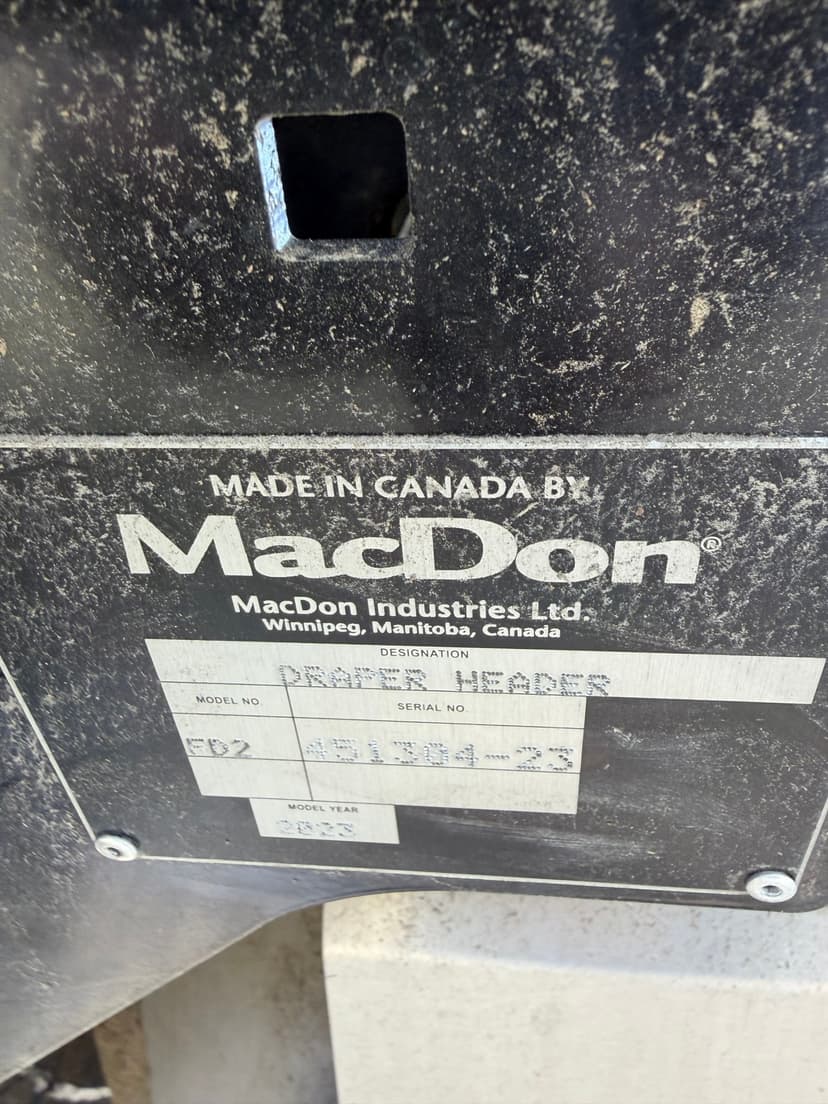 MADE IN CANADA BY
MacDon®
MacDon Industries Ltd.
Winnipeg, Manitoba, Canada
DESIGNATION
DRAPER HEADER
MODEL NO.
SERIAL NO
FD2
451304-23
MODEL YEAR
2023